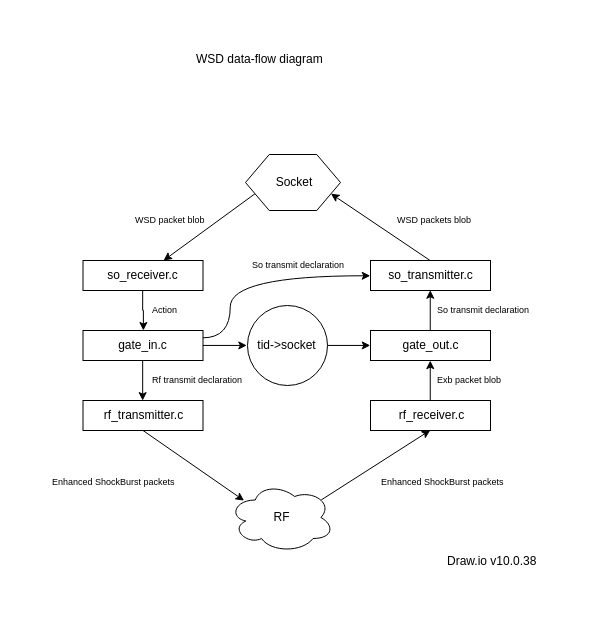 WSD data-flow diagram
Socket
WSD packet blob
WSD packets blob
so_receiver.c
So transmit declaration
so_transmitter.c
Action
So transmit declaration
gate_in.c
tid->socket
gate_out.c
Rf transmit declaration
Exb packet blob
rf_transmitter.c
rf_receiver.c
Enhanced ShockBurst packets
Enhanced ShockBurst packets
RF
Draw.io v10.0.38